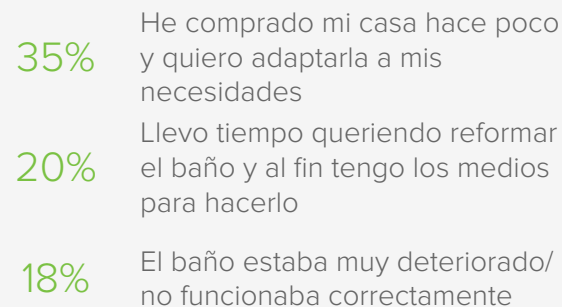 35%
He comprado mi casa hace poco
y quiero adaptarla a mis
necesidades
20%
Llevo tiempo queriendo reformar
el baño y al fin tengo los medios
para hacerlo
18%
El baño estaba muy deteriorado/
no funcionaba correctamente